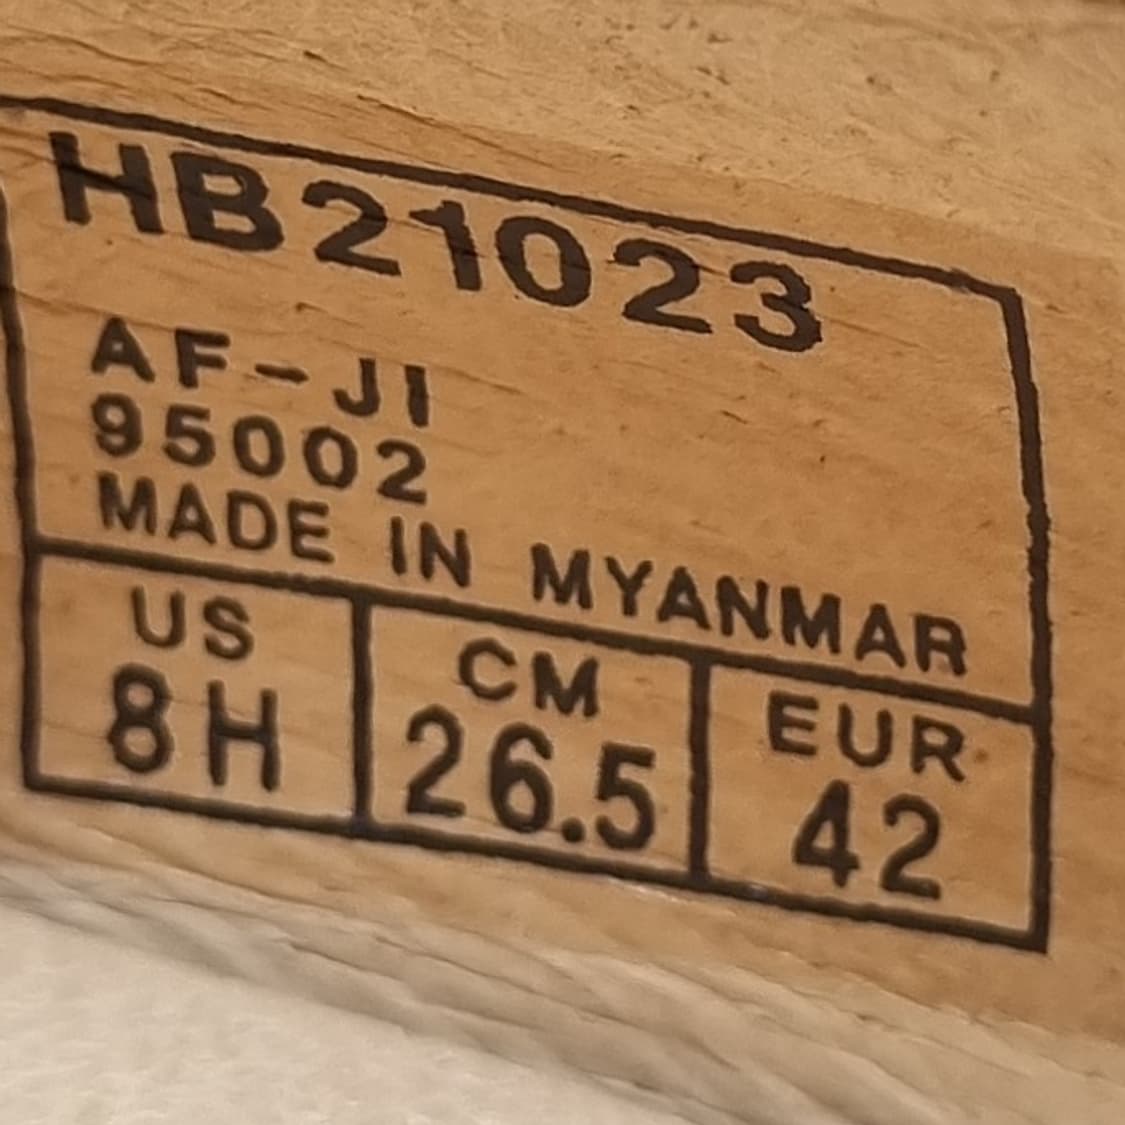 HB21023
AF-JI
95002
MADE IN MYANMAR
US
8H
CM
26.5
EUR
42